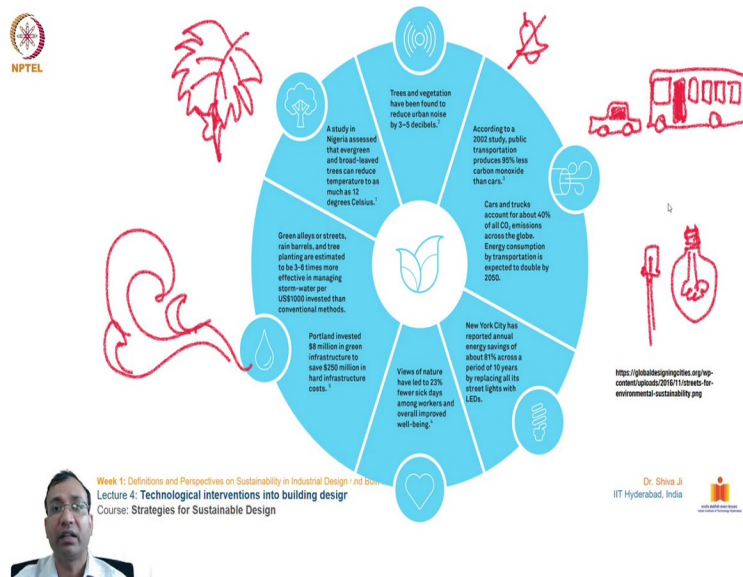 NPTEL
Trees and vegetation
have been found to
reduce urban noise
by 3–5 decibels.²
A study in
Nigeria assessed
that evergreen
and broad-leaved
trees can reduce
temperature to as
much as 12
degrees Celsius.¹
According to a
2002 study, public
transportation
produces 95% less
carbon monoxide
than cars.³
Cars and trucks
account for about 40%
of all CO₂ emissions
across the globe.
Energy consumption
by transportation is
expected to double by
2050.
Green alleys or streets,
rain barrels, and tree
planting are estimated
to be 3-6 times more
effective in managing
storm-water per
US$1000 invested than
conventional methods.
Portland invested
$8 million in green
infrastructure to
save $250 million in
hard infrastructure
costs.
Views of nature
have led to 23%
fewer sick days
among workers and
overall improved
well-being.⁴
New York City has
reported annual
energy savings of
about 81% across a
period of 10 years
by replacing all its
street lights with
LEDs.
https://globaldesigningcities.org/wp-
content/uploads/2016/11/streets-for-
environmental-sustainability.png
Week 1: Definitions and Perspectives on Sustainability in Industrial Design
Lecture 4: Technological interventions into building design
Course: Strategies for Sustainable Design
Dr. Shiva Ji
IIT Hyderabad, India